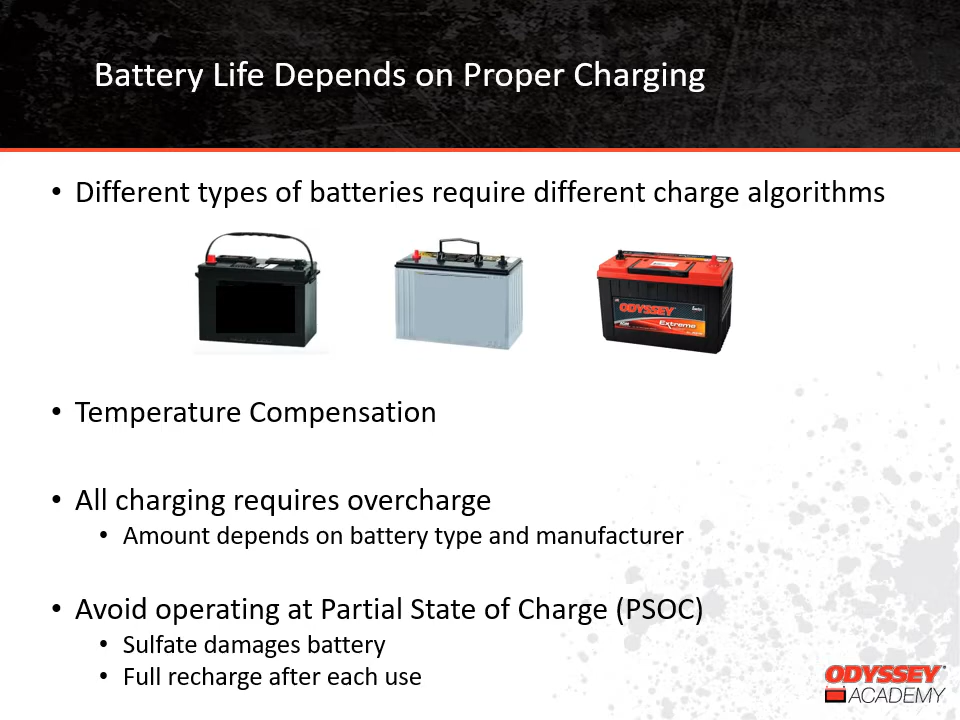 Battery Life Depends on Proper Charging
• Different types of batteries require different charge algorithms
ODYSSEY
Extreme
• Temperature Compensation
• All charging requires overcharge
• Amount depends on battery type and manufacturer
• Avoid operating at Partial State of Charge (PSOC)
• Sulfate damages battery
• Full recharge after each use
ODYSSEY
ACADEMY